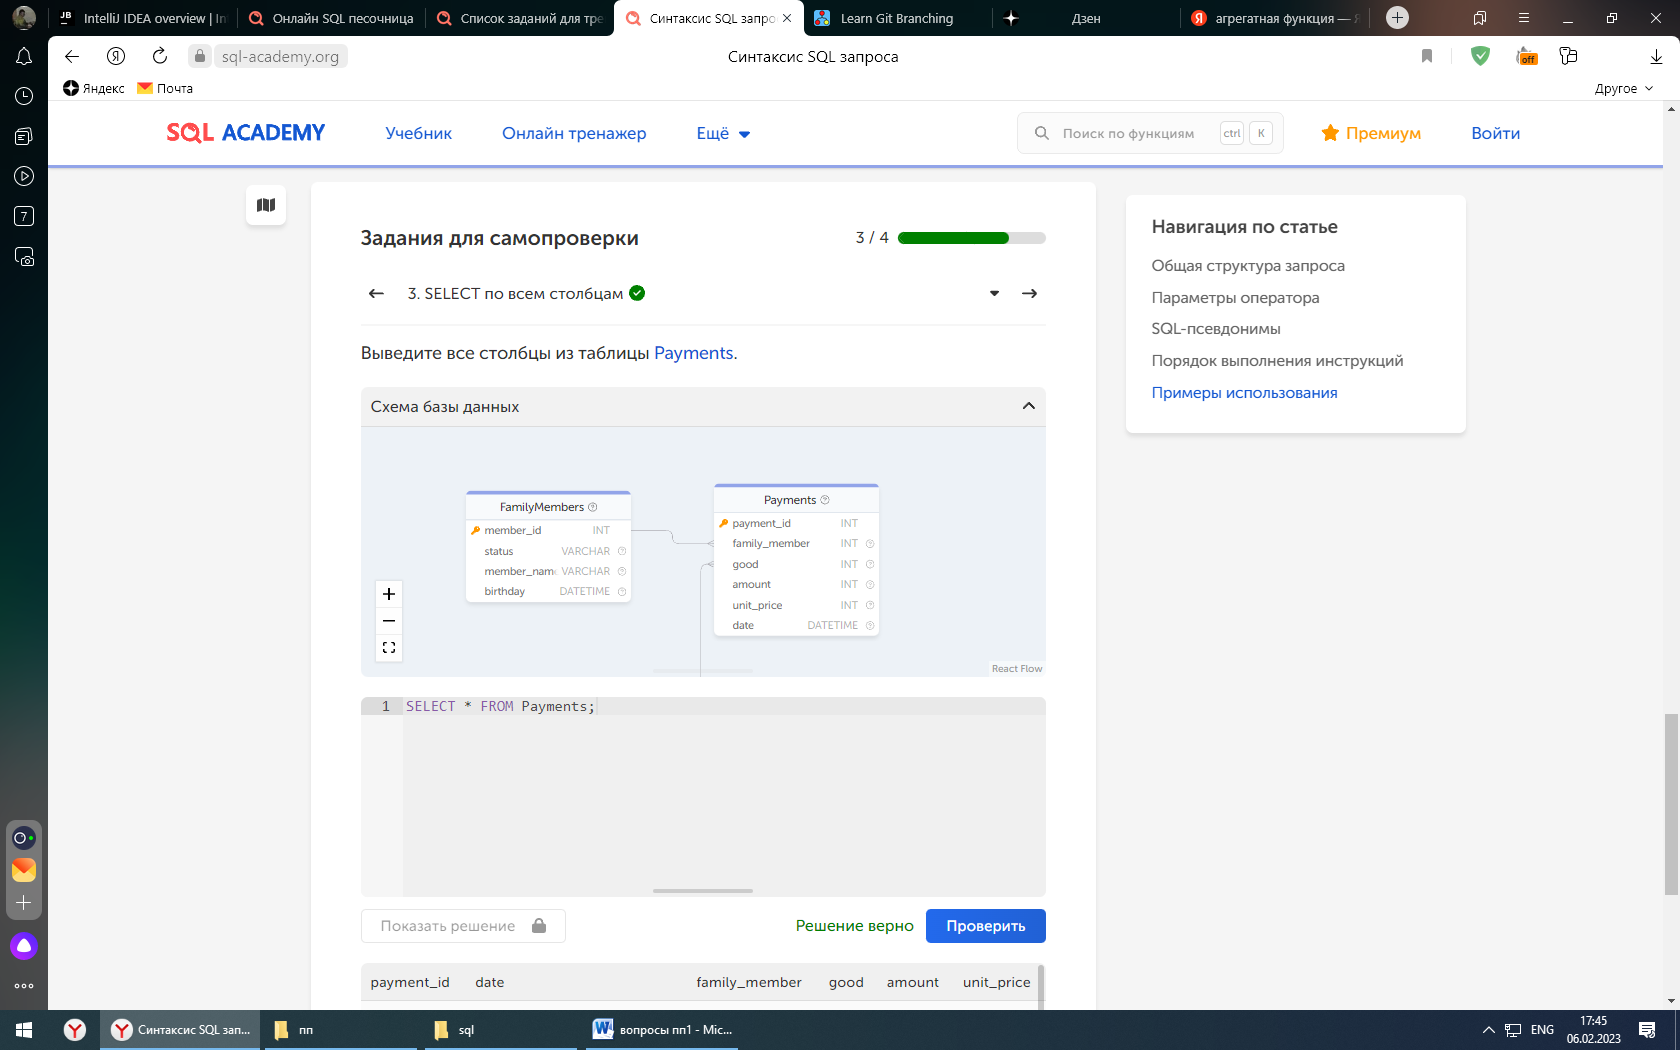 IntelliJ IDEA overview | In
Онлайн SQL песочница
Список заданий для тре
Синтаксис SQL запро
Learn Git Branching
Дзен
агрегатная функция —
sql-academy.org
Синтаксис SQL запроса
off
Яндекс
Почта
Другое
SQL ACADEMY
Учебник
Онлайн тренажер
Ещё
Поиск по функциям
ctrl
K
Премиум
Войти
7
Задания для самопроверки
3 / 4
3. SELECT по всем столбцам
Выведите все столбцы из таблицы Payments.
Схема базы данных
FamilyMembers
member_id INT
status VARCHAR
member_nam VARCHAR
birthday DATETIME
Payments
payment_id INT
family_member INT
good INT
amount INT
unit_price INT
date DATETIME
React Flow
1 SELECT * FROM Payments;
Показать решение
Решение верно
Проверить
payment_id date family_member good amount unit_price
Навигация по статье
Общая структура запроса
Параметры оператора
SQL-псевдонимы
Порядок выполнения инструкций
Примеры использования
Синтаксис SQL зап...
пп
sql
вопросы пп1 - Mic...
ENG
17:45
06.02.2023